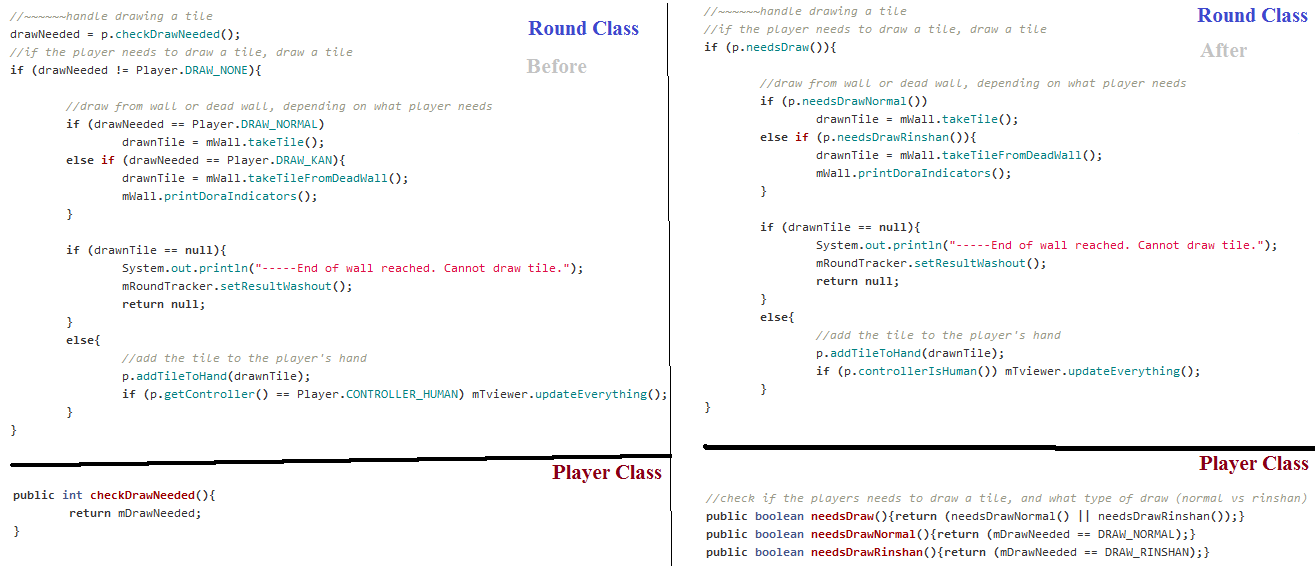 //~~~~~~handle drawing a tile
drawNeeded = p.checkDrawNeeded();
//if the player needs to draw a tile, draw a tile
if (drawNeeded != Player.DRAW_NONE){
//draw from wall or dead wall, depending on what player needs
if (drawNeeded == Player.DRAW_NORMAL)
drawnTile = mWall.takeTile();
else if (drawNeeded == Player.DRAW_KAN){
drawnTile = mWall.takeTileFromDeadWall();
mWall.printDoraIndicators();
}
if (drawnTile == null){
System.out.println("-----End of wall reached. Cannot draw tile.");
mRoundTracker.setResultWashout();
return null;
}
else{
//add the tile to the player's hand
p.addTileToHand(drawnTile);
if (p.getController() == Player.CONTROLLER_HUMAN) mTviewer.updateEverything();
}
}
Round Class
Before
Player Class
public int checkDrawNeeded(){
return mDrawNeeded;
}
//~~~~~~handle drawing a tile
//if the player needs to draw a tile, draw a tile
if (p.needsDraw()){
//draw from wall or dead wall, depending on what player needs
if (p.needsDrawNormal())
drawnTile = mWall.takeTile();
else if (p.needsDrawRinshan()){
drawnTile = mWall.takeTileFromDeadWall();
mWall.printDoraIndicators();
}
if (drawnTile == null){
System.out.println("-----End of wall reached. Cannot draw tile.");
mRoundTracker.setResultWashout();
return null;
}
else{
//add the tile to the player's hand
p.addTileToHand(drawnTile);
if (p.controllerIsHuman()) mTviewer.updateEverything();
}
}
Round Class
After
Player Class
//check if the players needs to draw a tile, and what type of draw (normal vs rinshan)
public boolean needsDraw(){return (needsDrawNormal() || needsDrawRinshan());}
public boolean needsDrawNormal(){return (mDrawNeeded == DRAW_NORMAL);}
public boolean needsDrawRinshan(){return (mDrawNeeded == DRAW_RINSHAN);}